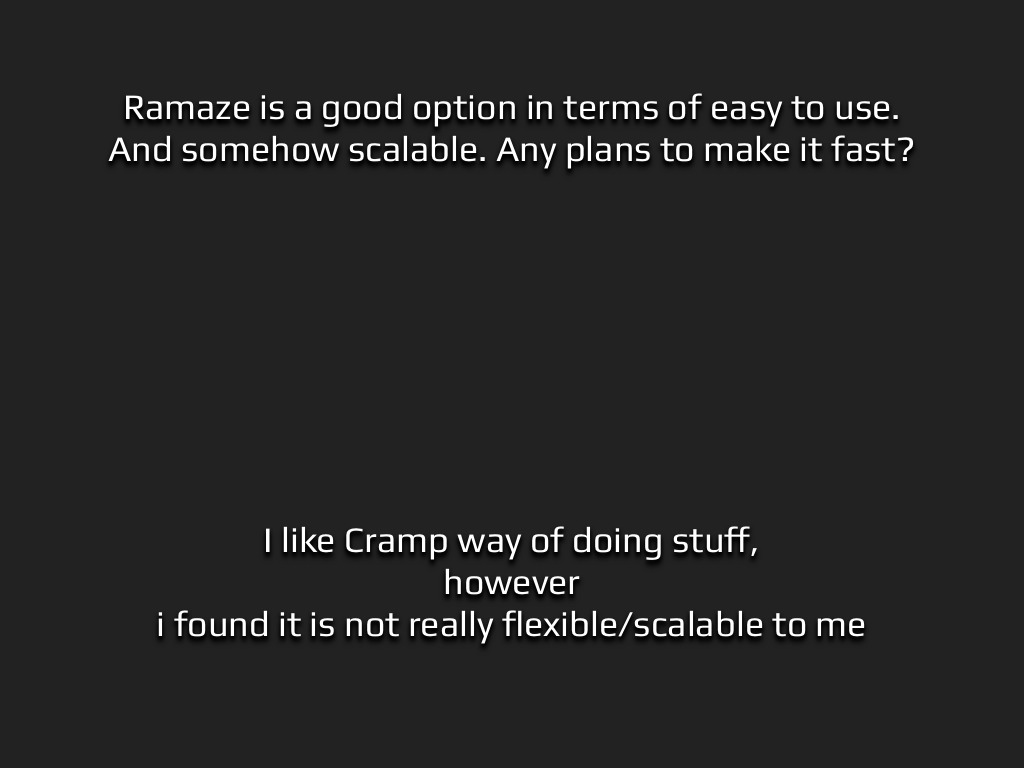 Ramaze is a good option in terms of easy to use.
And somehow scalable. Any plans to make it fast?
I like Cramp way of doing stuff,
however
i found it is not really flexible/scalable to me